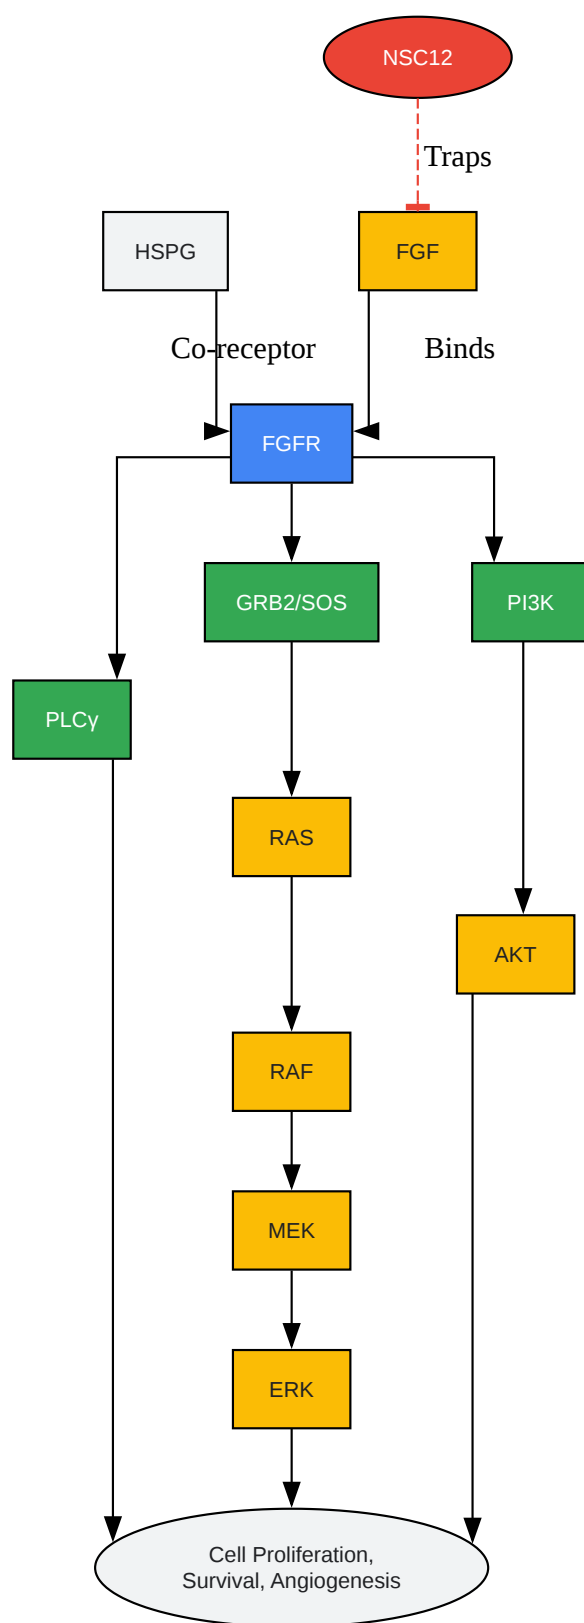 NSC12
Traps
HSPG
FGF
Co-receptor
Binds
FGFR
GRB2/SOS
PI3K
PLCγ
RAS
AKT
RAF
MEK
ERK
Cell Proliferation,
Survival, Angiogenesis